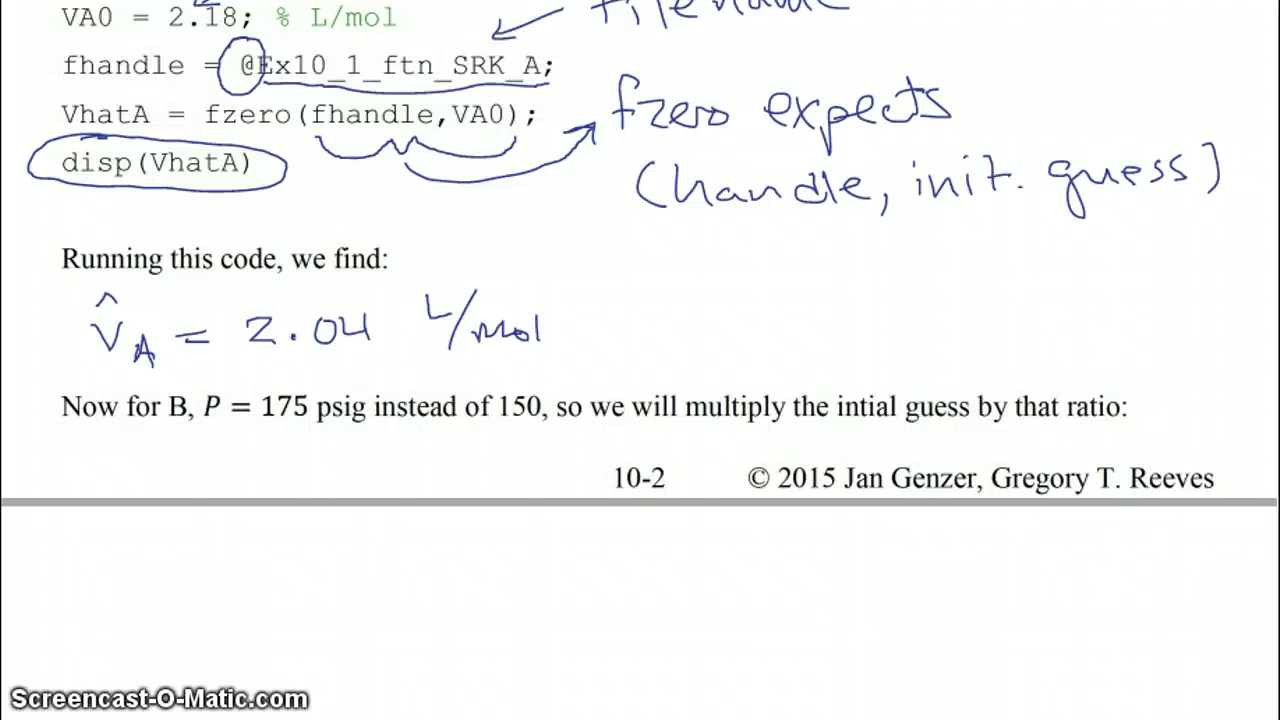 VA0 = 2.18; % L/mol
filename
fhandle = @Ex10_1_ftn_SRK_A;
VhatA = fzero(fhandle,VA0);
fzero expects
disp(VhatA)
(handle, init. guess)
Running this code, we find:
V̂A = 2.04 L/mol
Now for B, P = 175 psig instead of 150, so we will multiply the intial guess by that ratio:
10-2 © 2015 Jan Genzer, Gregory T. Reeves
Screencast-O-Matic.com